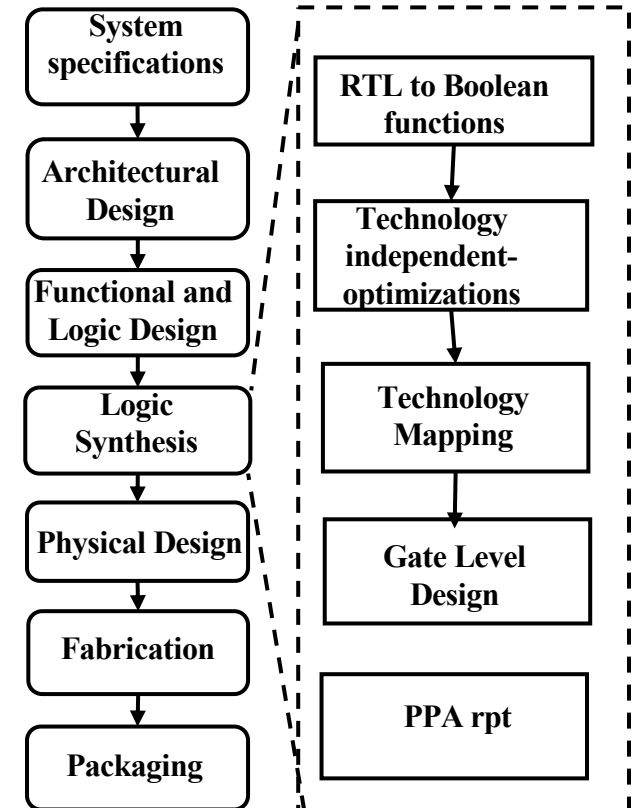 System
specifications
Architectural
Design
Functional and
Logic Design
Logic
Synthesis
Physical Design
Fabrication
Packaging
RTL to Boolean
functions
Technology
independent-
optimizations
Technology
Mapping
Gate Level
Design
PPA rpt